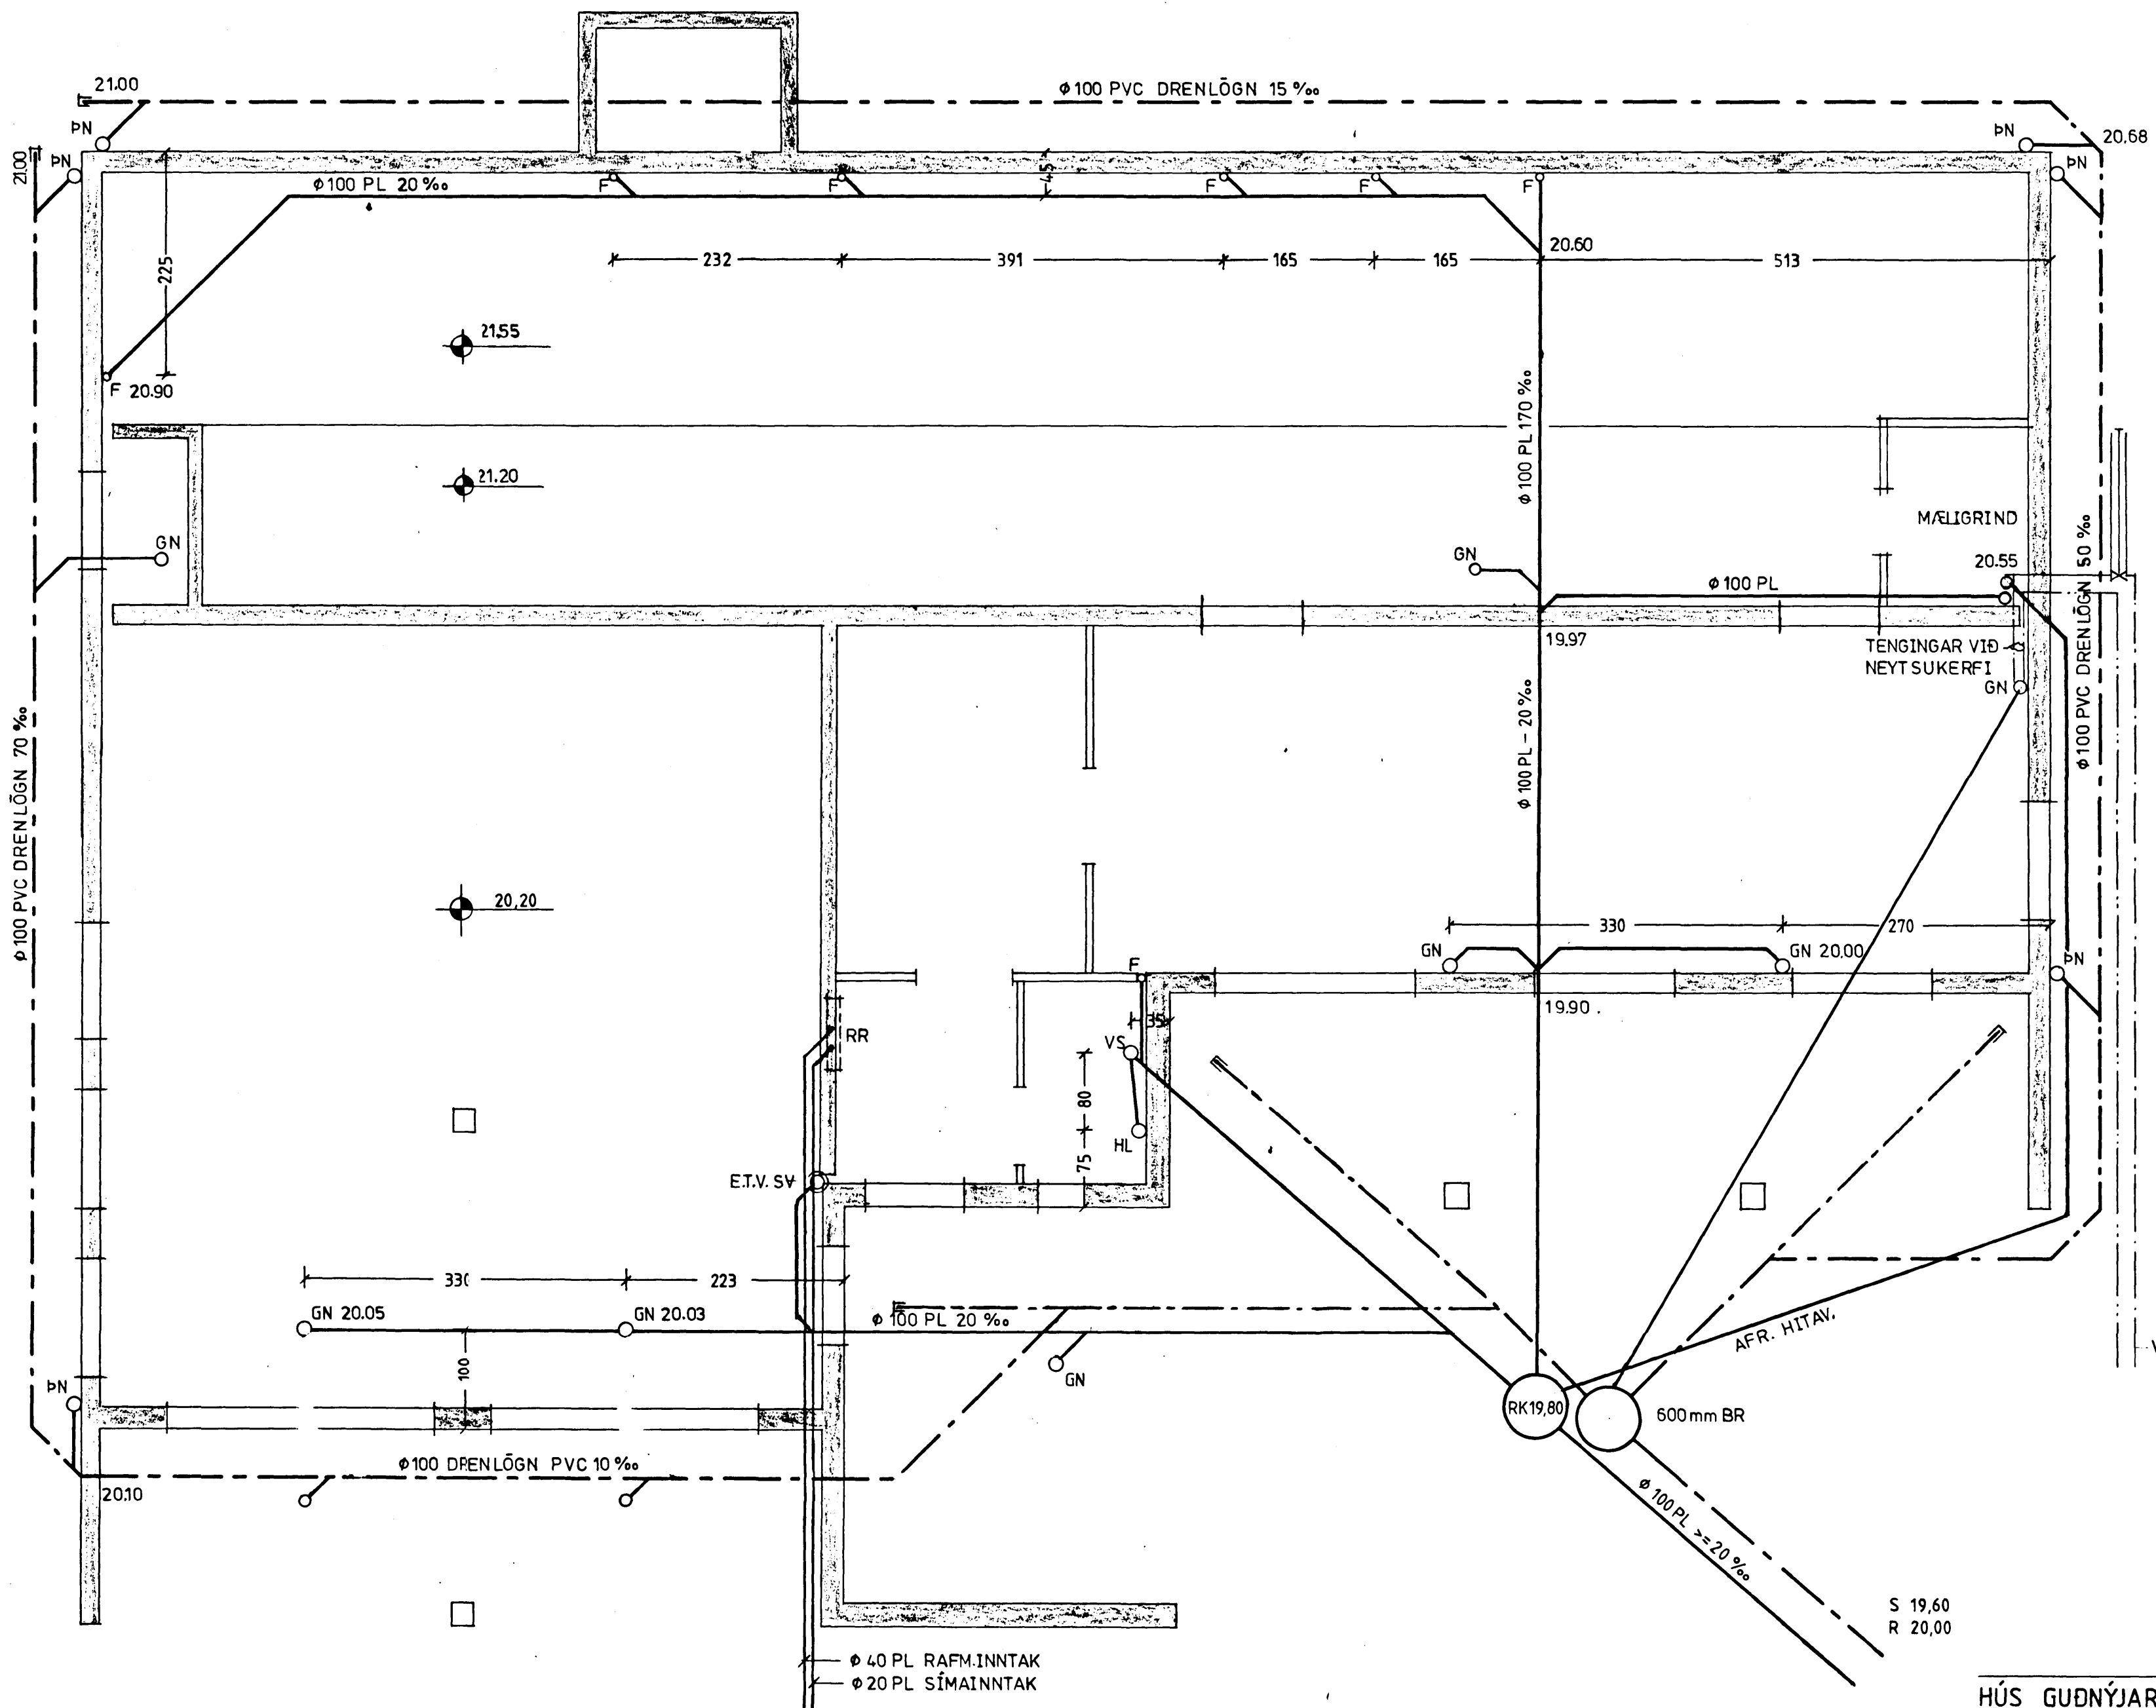 21.00
Φ100 PVC DRENLÖGN 15 ‰
ÞN
ÞN
20.68
21.00
ÞN
ÞN
Φ100 PL 20 ‰
F
F
F
F
F
45
225
20.60
232
391
165
165
513
21.55
F 20.90
Φ100 PL 170 ‰
21.20
MÆLIGRIND
GN
GN
20.55
Φ100 PL
Φ100 PVC DRENLÖGN 50 ‰
19.97
TENGINGAR VIÐ
NEYTSUKERFI
GN
Φ100 PL - 20 ‰
Φ100 PVC DRENLÖGN 70 ‰
20,20
330
270
GN
GN 20.00
F
ÞN
19.90
35
RR
VS
80
HL
75
E.T.V. SV
330
223
GN 20.05
GN 20.03
Φ 100 PL 20 ‰
AFR. HITAV.
100
GN
ÞN
RK19,80
600mm BR
Φ100 DRENLÖGN PVC 10 ‰
20.10
Φ 100 PL >= 20 ‰
S 19,60
R 20,00
Φ 40 PL RAFM.INNTAK
Φ 20 PL SÍMAINNTAK
HÚS GUÐNÝJAR